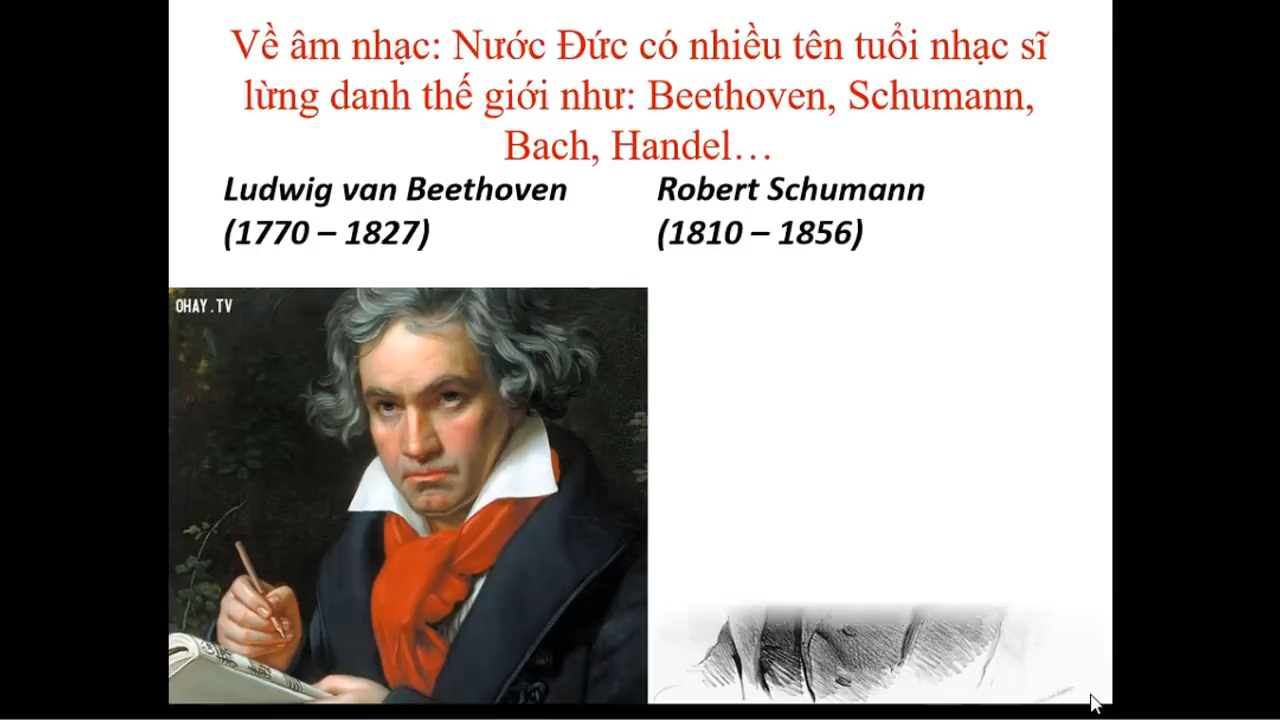 Về âm nhạc: Nước Đức có nhiều tên tuổi nhạc sĩ
lừng danh thế giới như: Beethoven, Schumann,
Bach, Handel…
Ludwig van Beethoven
(1770 – 1827)
Robert Schumann
(1810 – 1856)
OHAY.TV